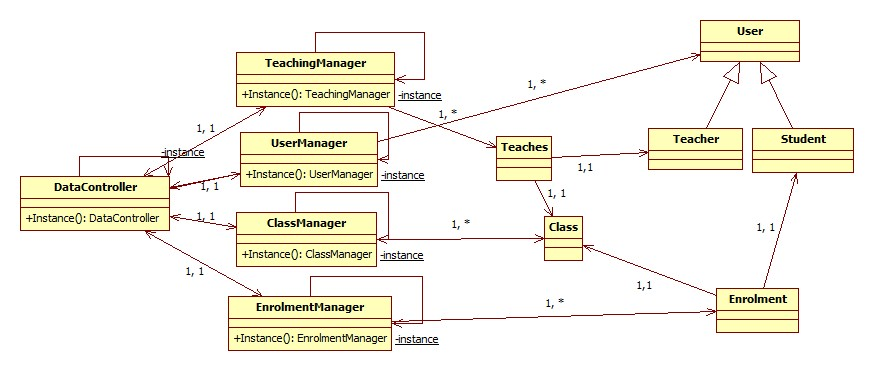 User
TeachingManager
+Instance(): TeachingManager
-instance
1, *
1, 1
UserManager
+Instance(): UserManager
-instance
1, *
Teaches
1,1
Teacher
Student
-instance
DataController
+Instance(): DataController
1, 1
1, 1
ClassManager
+Instance(): ClassManager
-instance
1, *
1, 1
Class
1, 1
1, 1
EnrolmentManager
+Instance(): EnrolmentManager
-instance
1, *
1,1
Enrolment